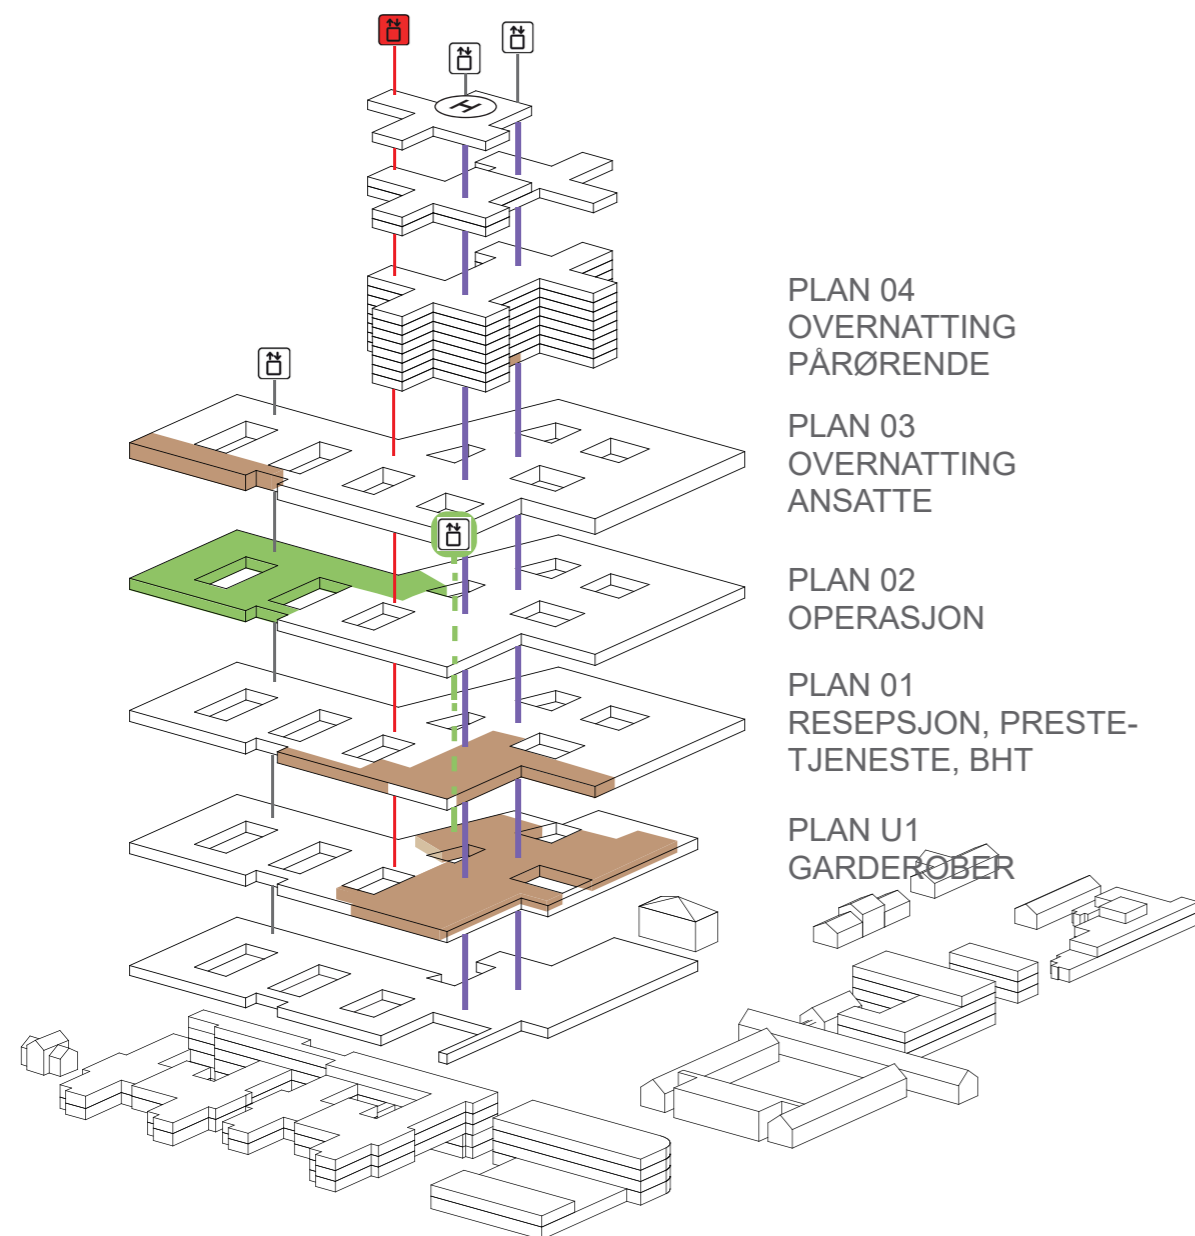 H
PLAN 04
OVERNATTING
PÅRØRENDE
PLAN 03
OVERNATTING
ANSATTE
PLAN 02
OPERASJON
PLAN 01
RESEPSJON, PRESTE-
TJENESTE, BHT
PLAN U1
GARDEROBER